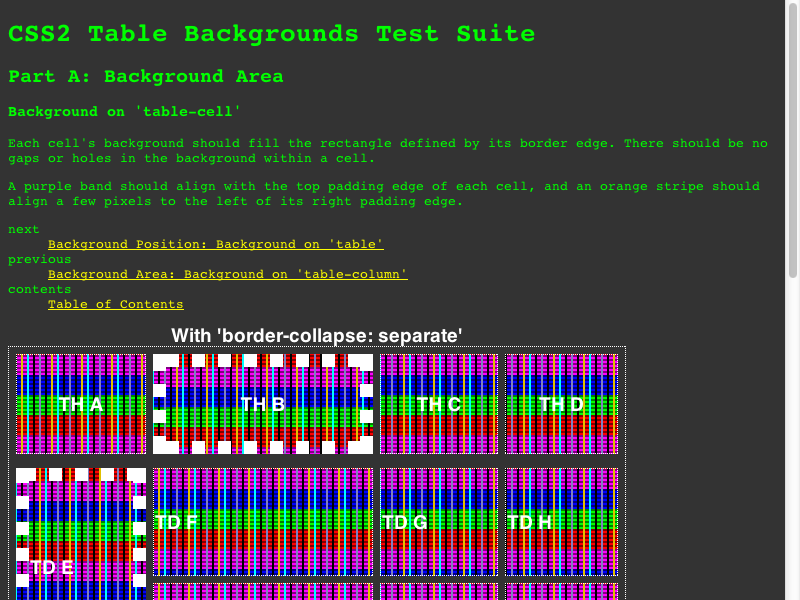 CSS2 Table Backgrounds Test Suite
Part A: Background Area
Background on 'table-cell'
Each cell's background should fill the rectangle defined by its border edge. There should be no
gaps or holes in the background within a cell.
A purple band should align with the top padding edge of each cell, and an orange stripe should
align a few pixels to the left of its right padding edge.
next
Background Position: Background on 'table'
previous
Background Area: Background on 'table-column'
contents
Table of Contents
With 'border-collapse: separate'
TH A TH B TH C TH D
TD F TD G TD H
TD E